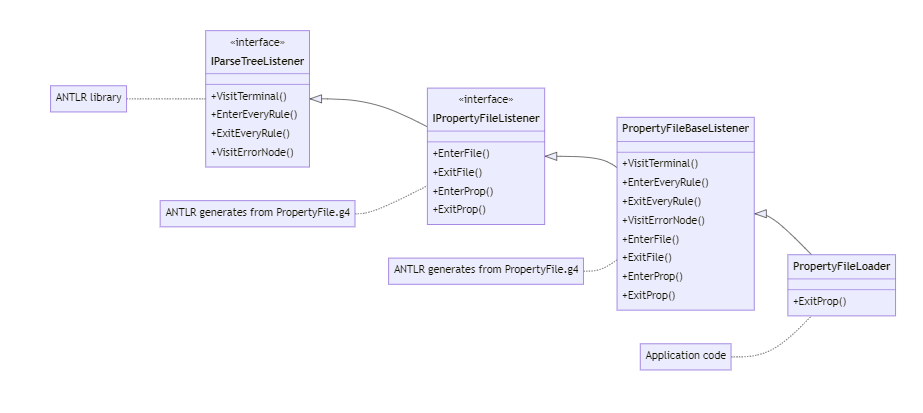 «interface»
IParseTreeListener
+VisitTerminal()
+EnterEveryRule()
+ExitEveryRule()
+VisitErrorNode()
ANTLR library
«interface»
IPropertyFileListener
+EnterFile()
+ExitFile()
+EnterProp()
+ExitProp()
ANTLR generates from PropertyFile.g4
PropertyFileBaseListener
+VisitTerminal()
+EnterEveryRule()
+ExitEveryRule()
+VisitErrorNode()
+EnterFile()
+ExitFile()
+EnterProp()
+ExitProp()
ANTLR generates from PropertyFile.g4
PropertyFileLoader
+ExitProp()
Application code